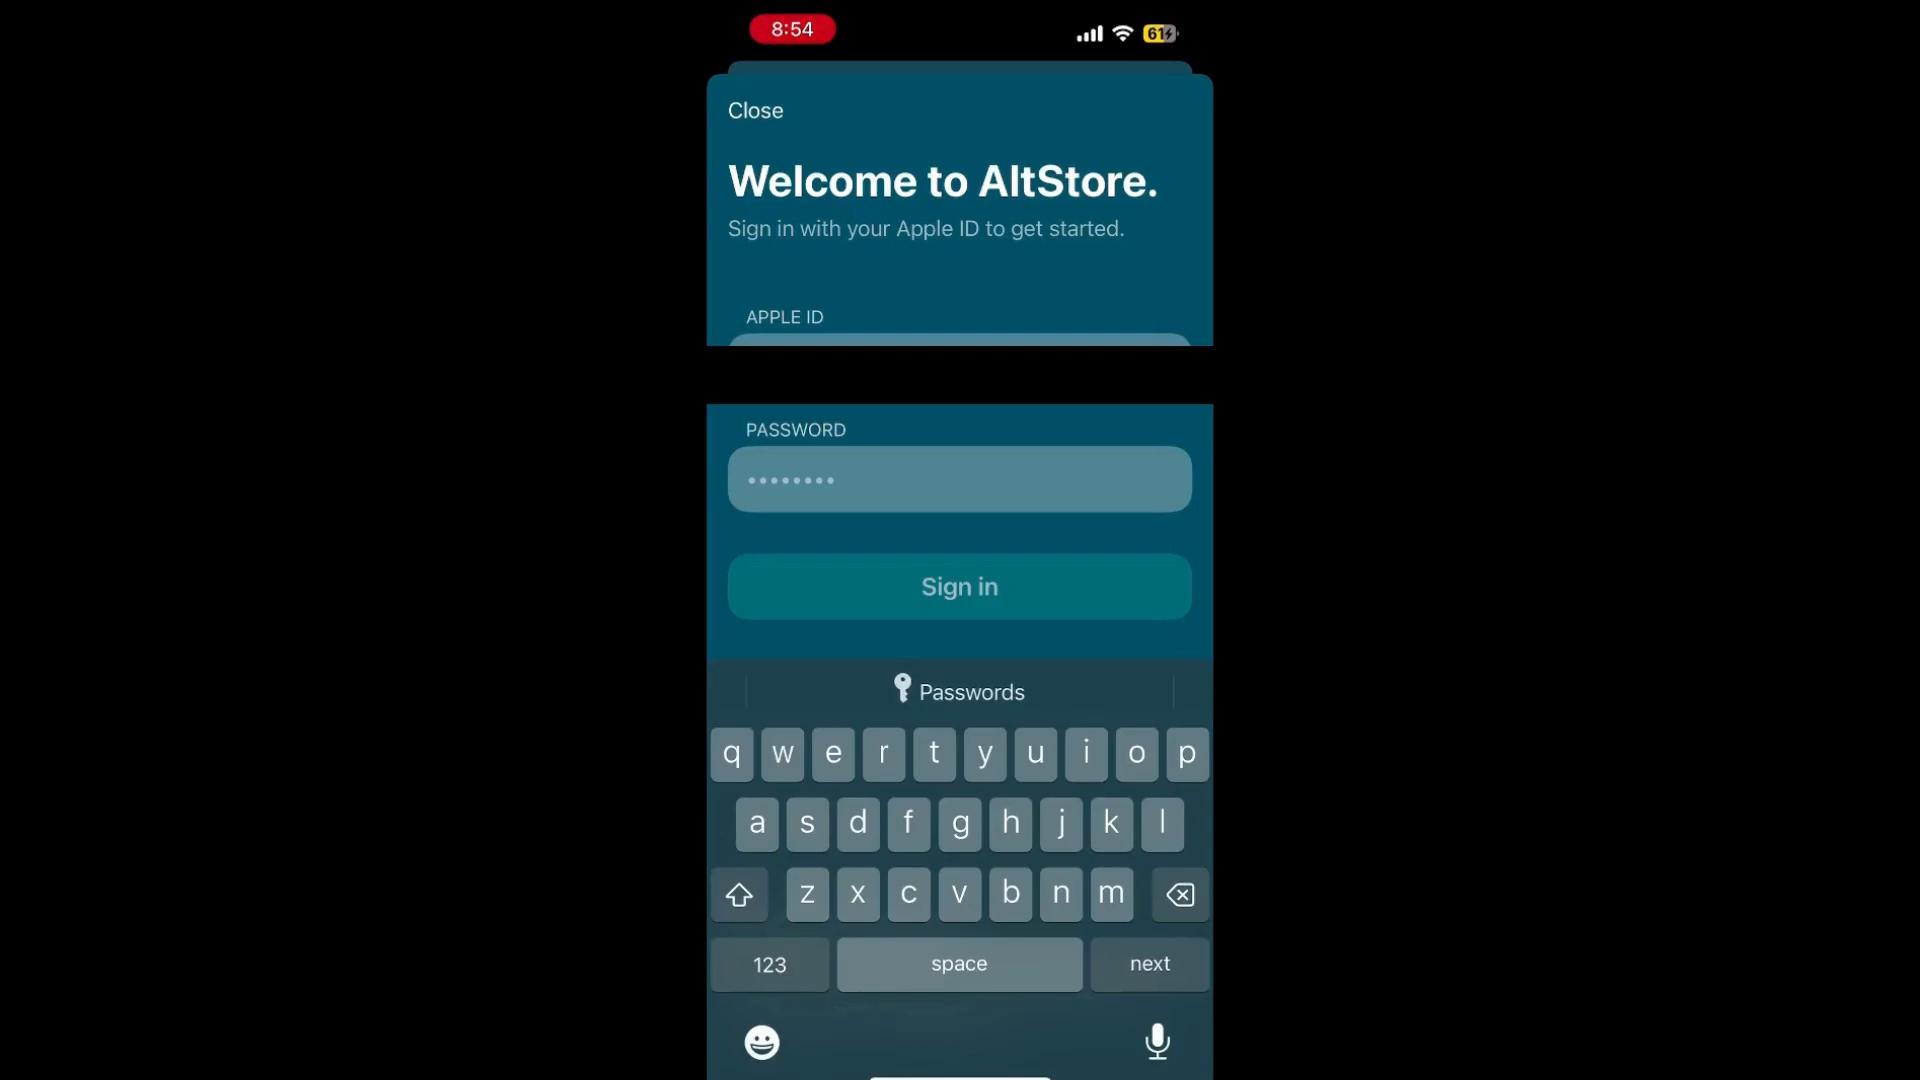 8:54
61
Close
Welcome to AltStore.
Sign in with your Apple ID to get started.
APPLE ID
PASSWORD
••••••••
Sign in
Passwords
q w e r t y u i o p
a s d f g h j k l
z x c v b n m
123 space next